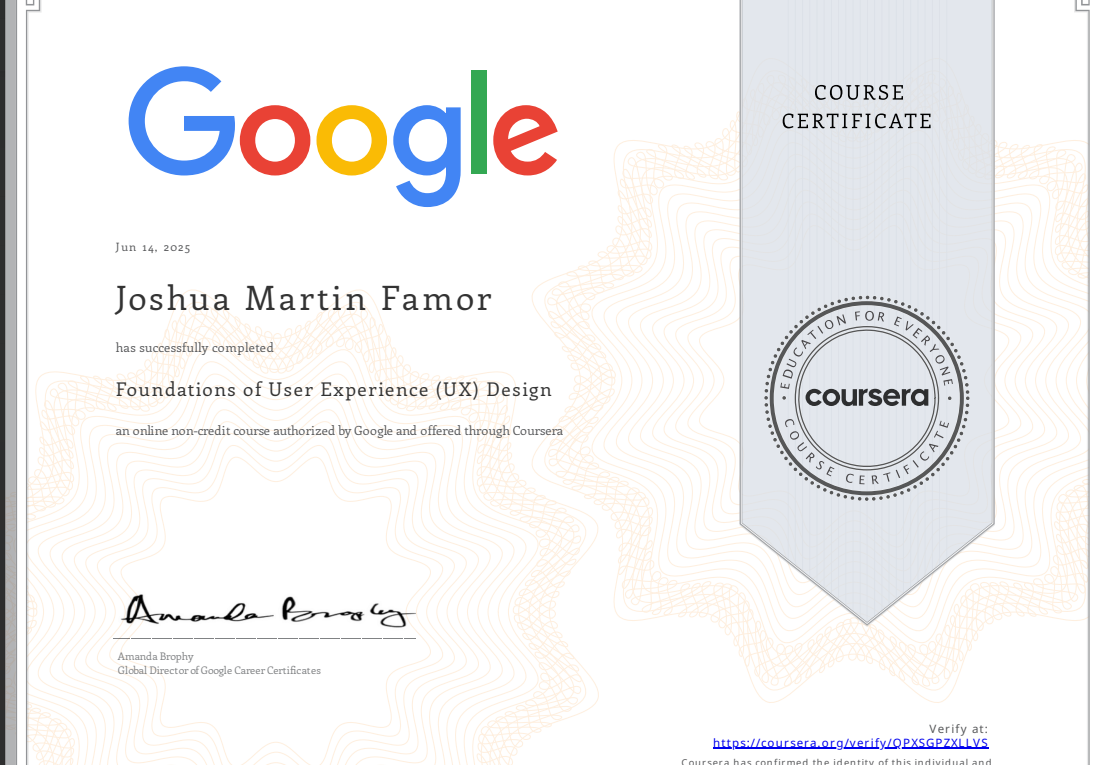 Google
COURSE
CERTIFICATE
Jun 14, 2025
Joshua Martin Famor
has successfully completed
Foundations of User Experience (UX) Design
an online non-credit course authorized by Google and offered through Coursera
EDUCATION FOR EVERYONE
coursera
COURSE CERTIFICATE
Amanda Brophy
Amanda Brophy
Global Director of Google Career Certificates
Verify at:
https://coursera.org/verify/QPXSGPZXLLVS
Coursera has confirmed the identity of this individual and